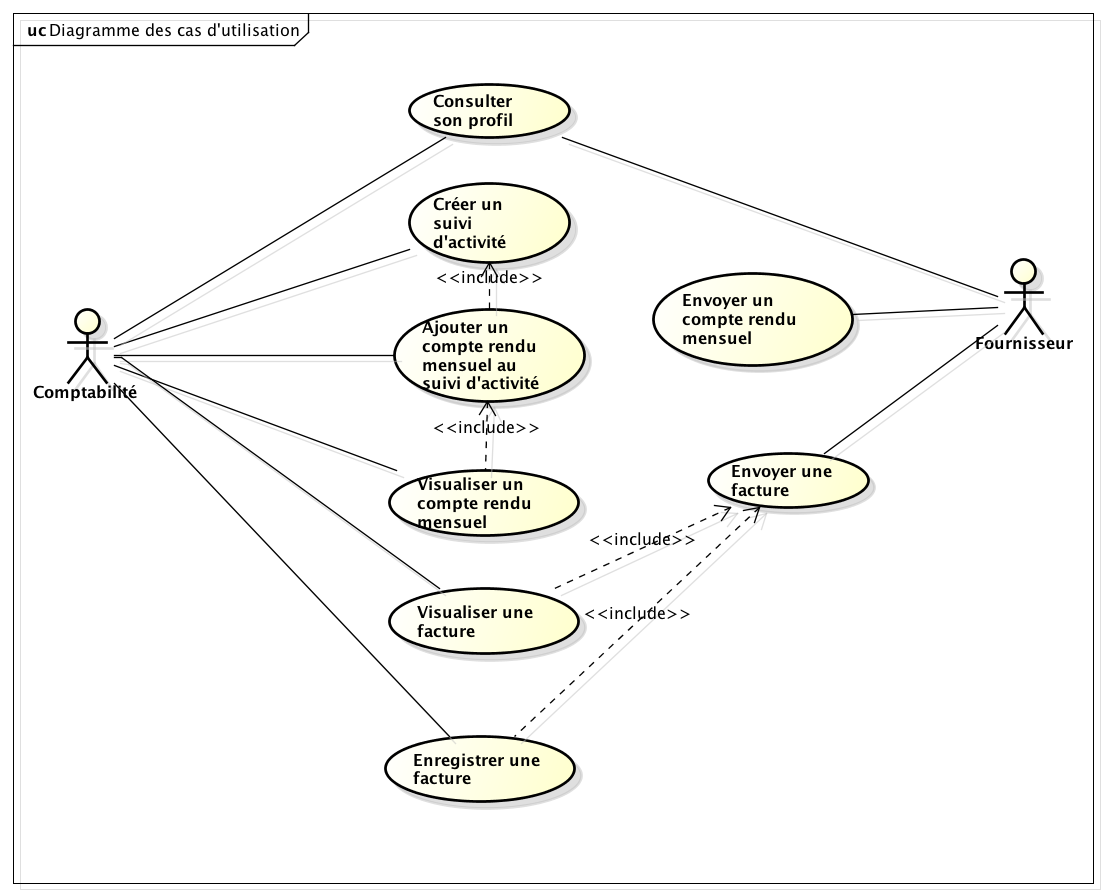 uc Diagramme des cas d'utilisation
Consulter
son profil
Créer un
suivi
d'activité
<<include>>
Ajouter un
compte rendu
mensuel au
suivi d'activité
Envoyer un
compte rendu
mensuel
Fournisseur
Comptabilité
<<include>>
Visualiser un
compte rendu
mensuel
Envoyer une
facture
<<include>>
Visualiser une
facture
<<include>>
Enregistrer une
facture